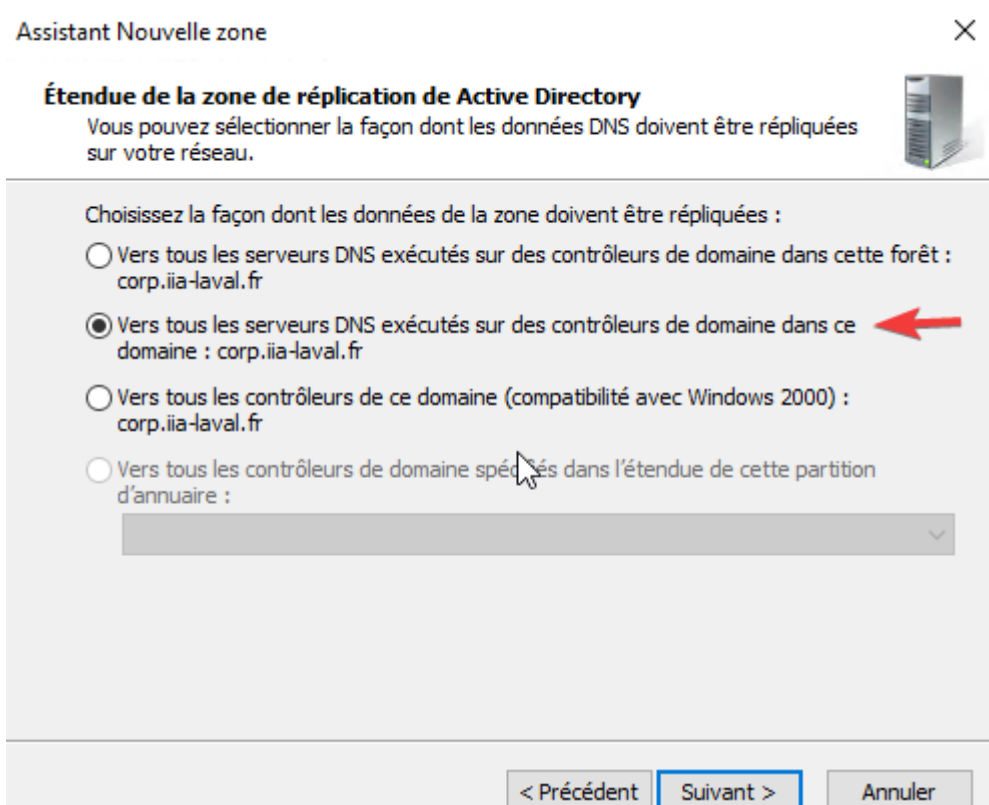 Assistant Nouvelle zone
Étendue de la zone de réplication de Active Directory
Vous pouvez sélectionner la façon dont les données DNS doivent être répliquées
sur votre réseau.
Choisissez la façon dont les données de la zone doivent être répliquées :
Vers tous les serveurs DNS exécutés sur des contrôleurs de domaine dans cette forêt :
corp.iia-laval.fr
Vers tous les serveurs DNS exécutés sur des contrôleurs de domaine dans ce
domaine : corp.iia-laval.fr
Vers tous les contrôleurs de ce domaine (compatibilité avec Windows 2000) :
corp.iia-laval.fr
Vers tous les contrôleurs de domaine spécifiés dans l'étendue de cette partition
d'annuaire :
< Précédent Suivant > Annuler